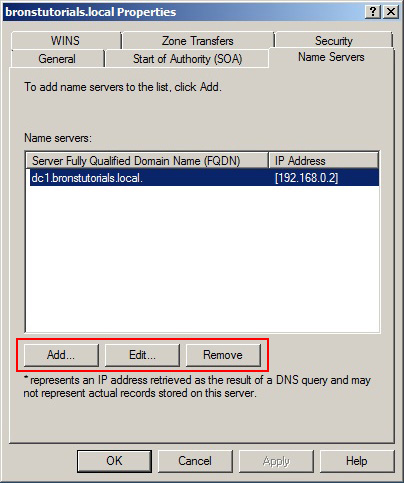 bronstutorials.local Properties
WINS Zone Transfers Security
General Start of Authority (SOA) Name Servers
To add name servers to the list, click Add.
Name servers:
Server Fully Qualified Domain Name (FQDN) IP Address
dc1.bronstutorials.local. [192.168.0.2]
Add... Edit... Remove
* represents an IP address retrieved as the result of a DNS query and may
not represent actual records stored on this server.
OK Cancel Apply Help